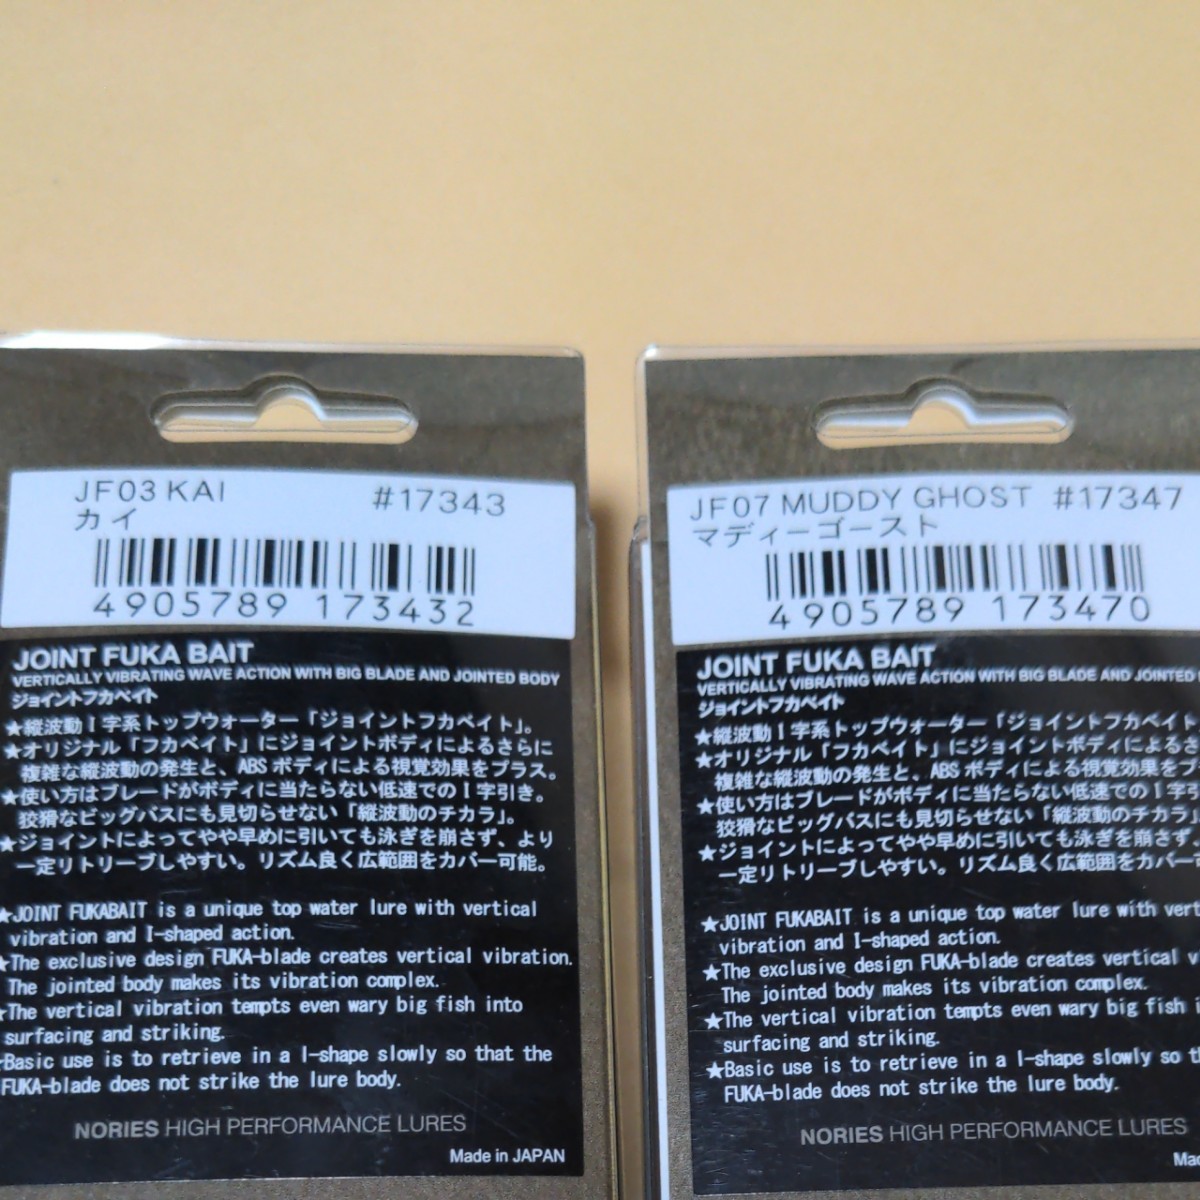 JF03 KAI #17343
カイ
4905789 173432
JOINT FUKA BAIT
VERTICALLY VIBRATING WAVE ACTION WITH BIG BLADE AND JOINTED BODY
ジョイントフカベイト
★縦波動I字系トップウォーター「ジョイントフカベイト」。
★オリジナル「フカベイト」にジョイントボディによるさらに
複雑な縦波動の発生と、ABSボディによる視覚効果をプラス。
★使い方はブレードがボディに当たらない低速でのI字引き。
狡猾なビッグバスにも見切らせない「縦波動のチカラ」。
★ジョイントによってやや早めに引いても泳ぎを崩さず、より
一定リトリーブしやすい。リズム良く広範囲をカバー可能。
★JOINT FUKABAIT is a unique top water lure with vertical
vibration and I-shaped action.
★The exclusive design FUKA-blade creates vertical vibration.
The jointed body makes its vibration complex.
★The vertical vibration tempts even wary big fish into
surfacing and striking.
★Basic use is to retrieve in a I-shape slowly so that the
FUKA-blade does not strike the lure body.
NORIES HIGH PERFORMANCE LURES
Made in JAPAN
JF07 MUDDY GHOST #17347
マディーゴースト
4905789 173470
JOINT FUKA BAIT
VERTICALLY VIBRATING WAVE ACTION WITH BIG BLADE AND JOINTED
ジョイントフカベイト
★縦波動I字系トップウォーター「ジョイントフカベイト
★オリジナル「フカベイト」にジョイントボディによるさ
複雑な縦波動の発生と、ABSボディによる視覚効果をプ
★使い方はブレードがボディに当たらない低速でのI字引
狡猾なビッグバスにも見切らせない「縦波動のチカラ」
★ジョイントによってやや早めに引いても泳ぎを崩さず、
一定リトリーブしやすい。リズム良く広範囲をカバー
★JOINT FUKABAIT is a unique top water lure with vert
vibration and I-shaped action.
★The exclusive design FUKA-blade creates vertical v
The jointed body makes its vibration complex.
★The vertical vibration tempts even wary big fish
surfacing and striking.
★Basic use is to retrieve in a I-shape slowly so th
FUKA-blade does not strike the lure body.
NORIES HIGH PERFORMANCE LURES
Mad